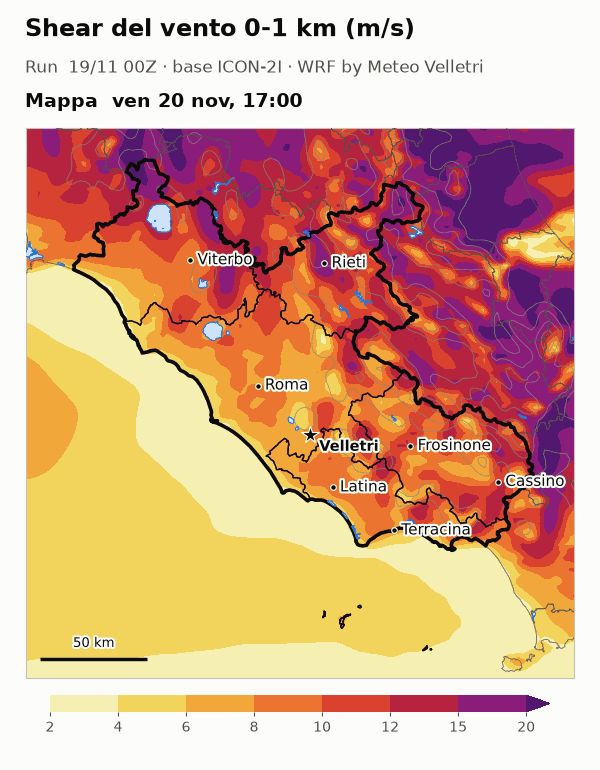 Shear del vento 0-1 km (m/s)
Run  19/11 00Z · base ICON-2I · WRF by Meteo Velletri
Mappa  ven 20 nov, 17:00
Viterbo
Rieti
Roma
Velletri
Frosinone
Latina
Cassino
Terracina
50 km
2 4 6 8 10 12 15 20